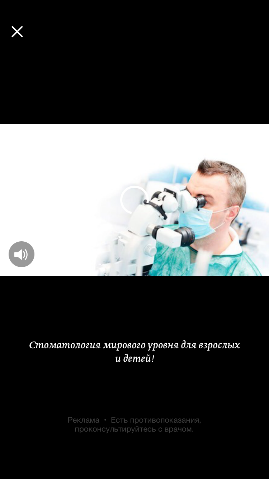 Стоматология мирового уровня для взрослых
и детей!
Реклама • Есть противопоказания,
проконсультируйтесь с врачом.